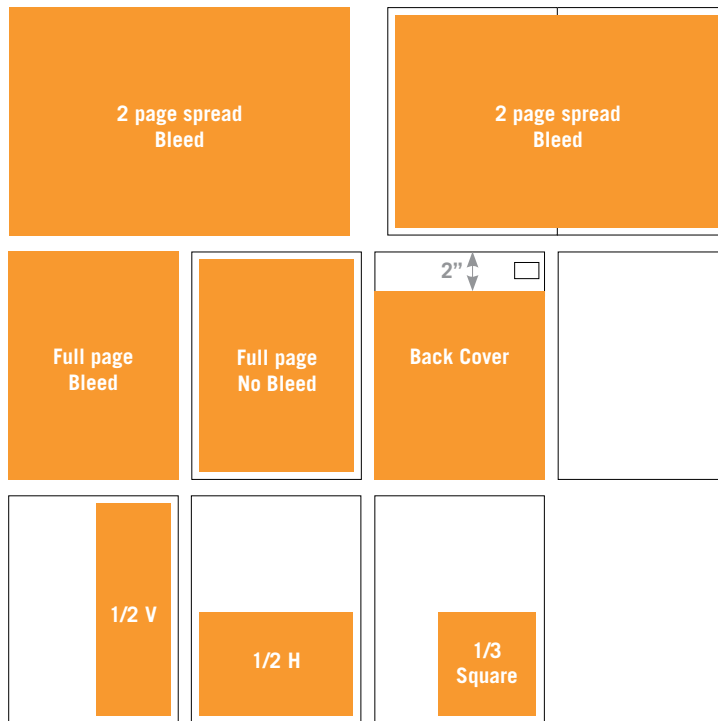 2 page spread
Bleed
2 page spread
Bleed
Full page
Bleed
Full page
No Bleed
2”
Back Cover
1/2 V
1/2 H
1/3
Square